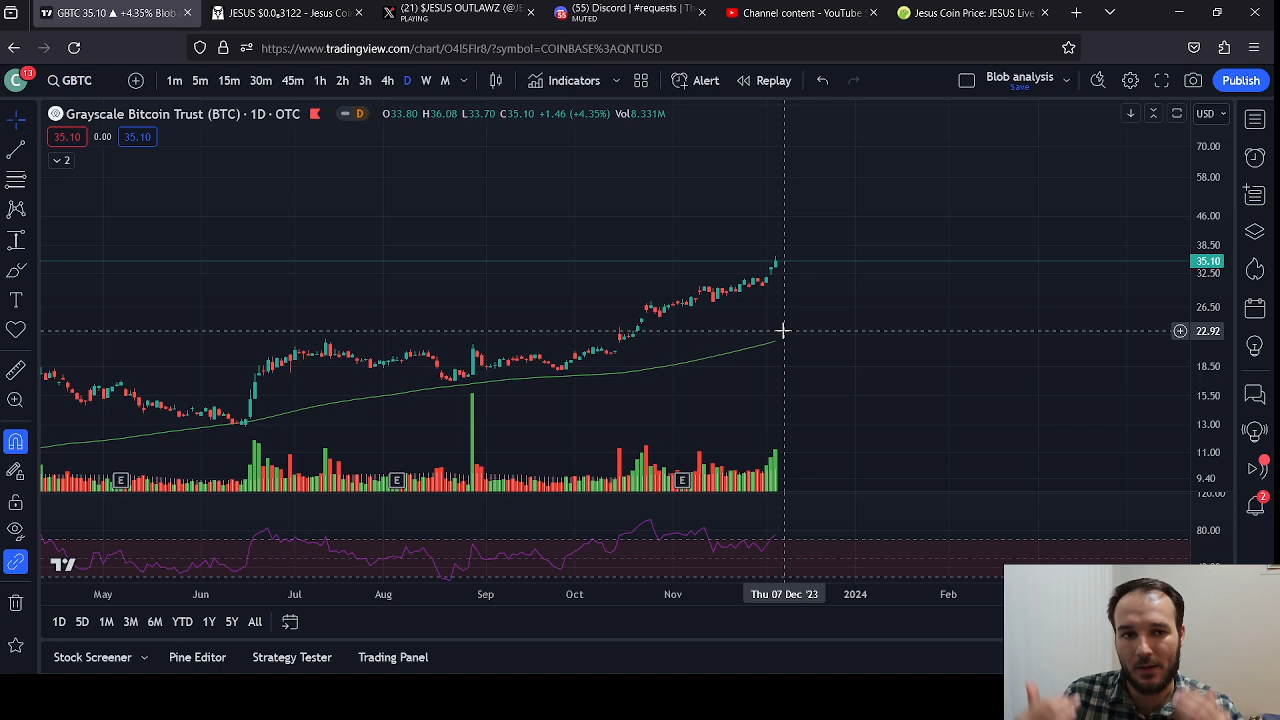 GBTC 35.10 ▲ +4.35% Blob
JESUS $0.0₈3122 - Jesus Coi
(21) $JESUS OUTLAWZ (@JE
PLAYING
(55) Discord | #requests | Th
MUTED
Channel content - YouTube S
Jesus Coin Price: JESUS Live
https://www.tradingview.com/chart/O4l5Flr8/?symbol=COINBASE%3AQNTUSD
C 13
GBTC
1m 5m 15m 30m 45m 1h 2h 3h 4h D W M
Indicators
Alert
Replay
Blob analysis
Save
Publish
Grayscale Bitcoin Trust (BTC) · 1D · OTC
D
O33.80 H36.08 L33.70 C35.10 +1.46 (+4.35%) Vol8.331M
USD
35.10 0.00 35.10
2
70.00
58.00
46.00
38.50
35.10
32.50
26.50
22.92
18.50
15.50
13.00
11.00
9.40
120.00
80.00
E E E
May Jun Jul Aug Sep Oct Nov Thu 07 Dec '23 2024 Feb
2
1D 5D 1M 3M 6M YTD 1Y 5Y All
Stock Screener
Pine Editor
Strategy Tester
Trading Panel